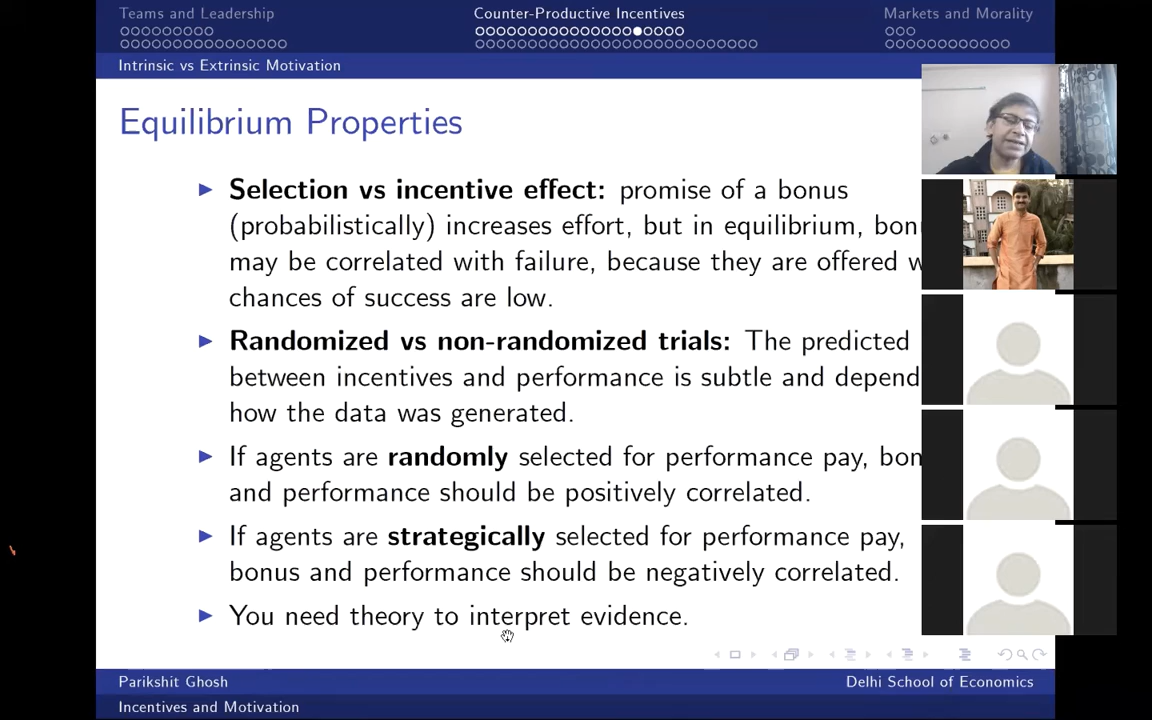 Teams and Leadership
Counter-Productive Incentives
Markets and Morality
Intrinsic vs Extrinsic Motivation
Equilibrium Properties
Selection vs incentive effect: promise of a bonus
(probabilistically) increases effort, but in equilibrium,
may be correlated with failure, because they are offered
chances of success are low.
Randomized vs non-randomized trials: The predicted
between incentives and performance is subtle and
how the data was generated.
If agents are randomly selected for performance pay,
and performance should be positively correlated.
If agents are strategically selected for performance pay,
bonus and performance should be negatively correlated.
You need theory to interpret evidence.
Parikshit Ghosh
Delhi School of Economics
Incentives and Motivation